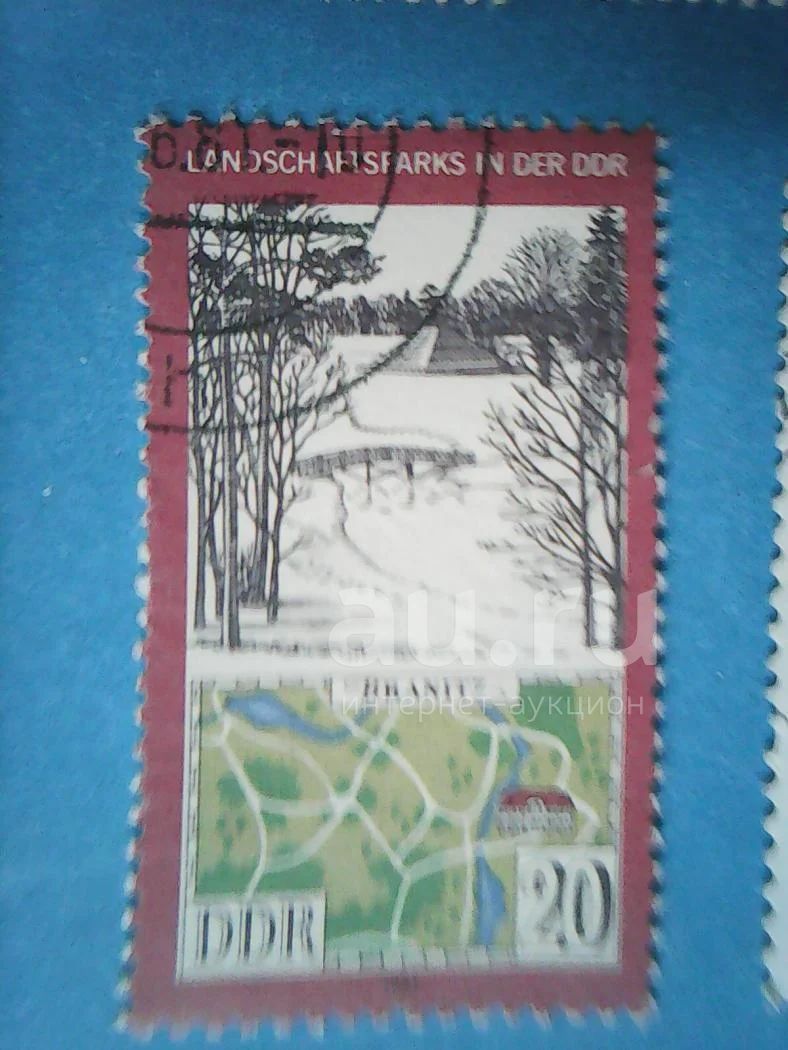 LANDSCHAFTSPARKS IN DER DDR
au.ru
интернет-аукцион
BRANITZ
DDR
20